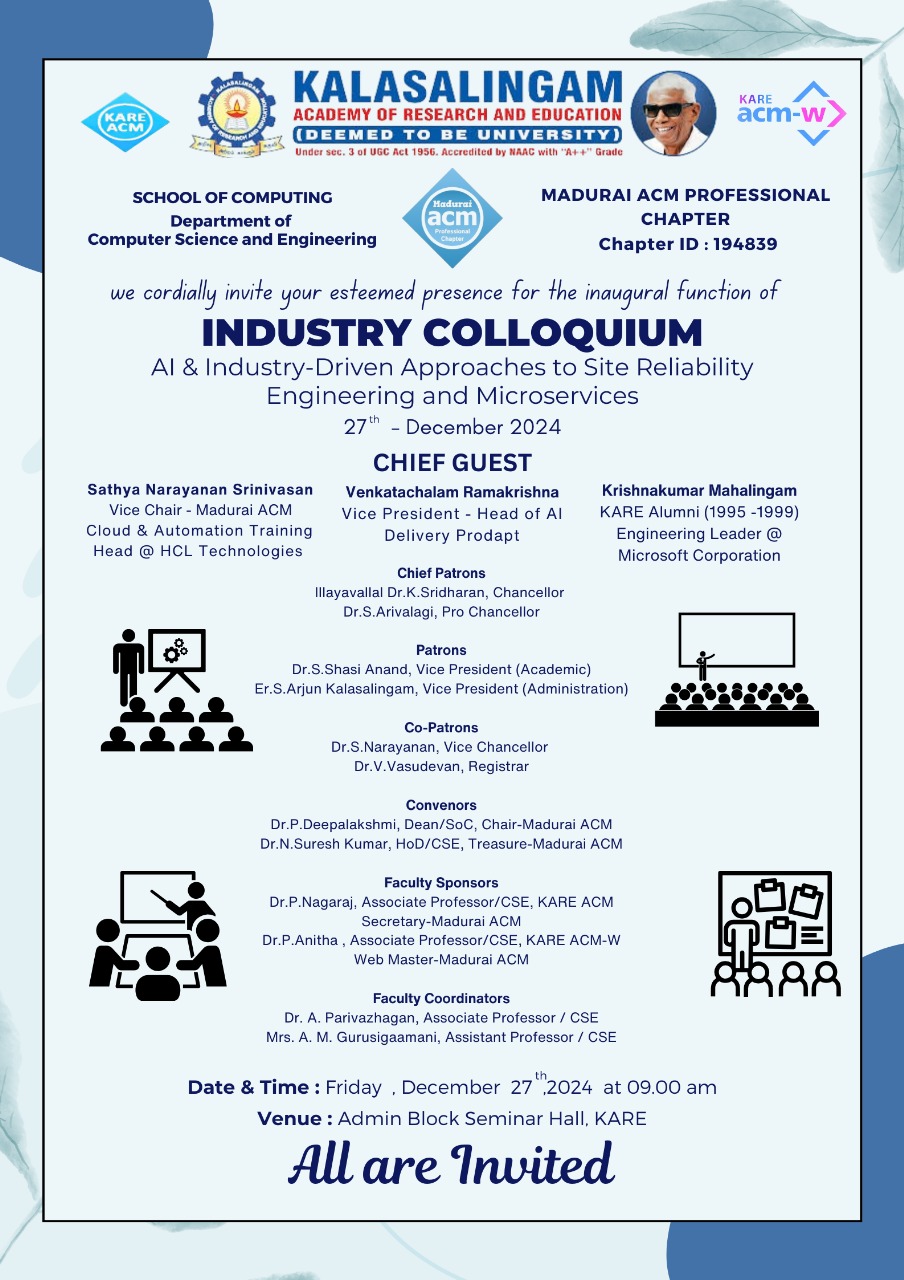 KARE
ACM
KALASALINGAM
ACADEMY OF RESEARCH AND EDUCATION
(DEEMED TO BE UNIVERSITY)
Under sec. 3 of UGC Act 1956. Accredited by NAAC with "A++" Grade
KARE
acm-w
SCHOOL OF COMPUTING
Department of
Computer Science and Engineering
Madurai
acm
Professional
Chapter
MADURAI ACM PROFESSIONAL
CHAPTER
Chapter ID : 194839
we cordially invite your esteemed presence for the inaugural function of
INDUSTRY COLLOQUIUM
AI & Industry-Driven Approaches to Site Reliability
Engineering and Microservices
27th - December 2024
CHIEF GUEST
Sathya Narayanan Srinivasan
Vice Chair - Madurai ACM
Cloud & Automation Training
Head @ HCL Technologies
Venkatachalam Ramakrishna
Vice President - Head of AI
Delivery Prodapt
Krishnakumar Mahalingam
KARE Alumni (1995 -1999)
Engineering Leader @
Microsoft Corporation
Chief Patrons
Illayavallal Dr.K.Sridharan, Chancellor
Dr.S.Arivalagi, Pro Chancellor
Patrons
Dr.S.Shasi Anand, Vice President (Academic)
Er.S.Arjun Kalasalingam, Vice President (Administration)
Co-Patrons
Dr.S.Narayanan, Vice Chancellor
Dr.V.Vasudevan, Registrar
Convenors
Dr.P.Deepalakshmi, Dean/SoC, Chair-Madurai ACM
Dr.N.Suresh Kumar, HoD/CSE, Treasure-Madurai ACM
Faculty Sponsors
Dr.P.Nagaraj, Associate Professor/CSE, KARE ACM
Secretary-Madurai ACM
Dr.P.Anitha , Associate Professor/CSE, KARE ACM-W
Web Master-Madurai ACM
Faculty Coordinators
Dr. A. Parivazhagan, Associate Professor / CSE
Mrs. A. M. Gurusigaamani, Assistant Professor / CSE
Date & Time : Friday , December 27th,2024 at 09.00 am
Venue : Admin Block Seminar Hall, KARE
All are Invited